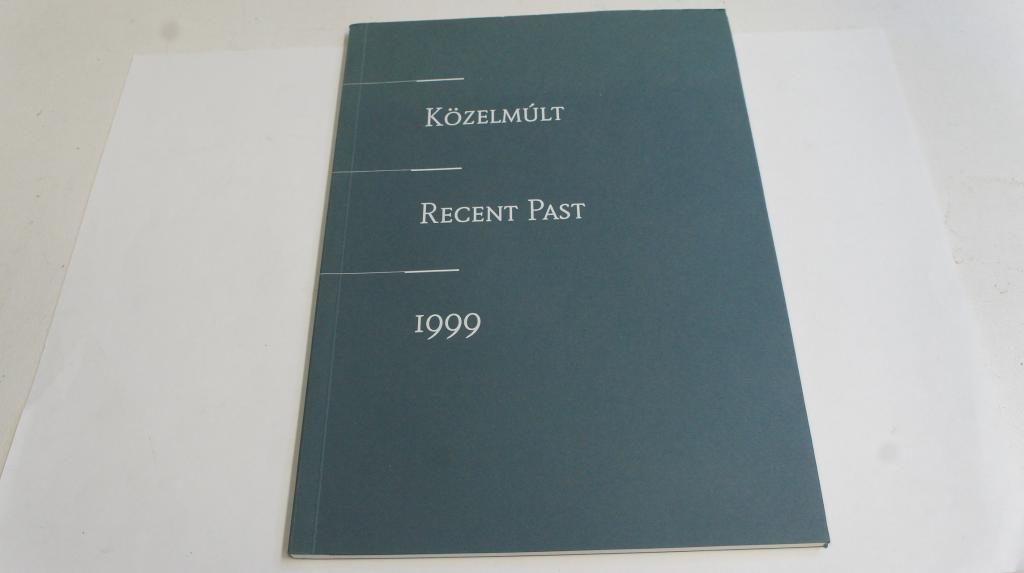 Közelmúlt
Recent Past
1999